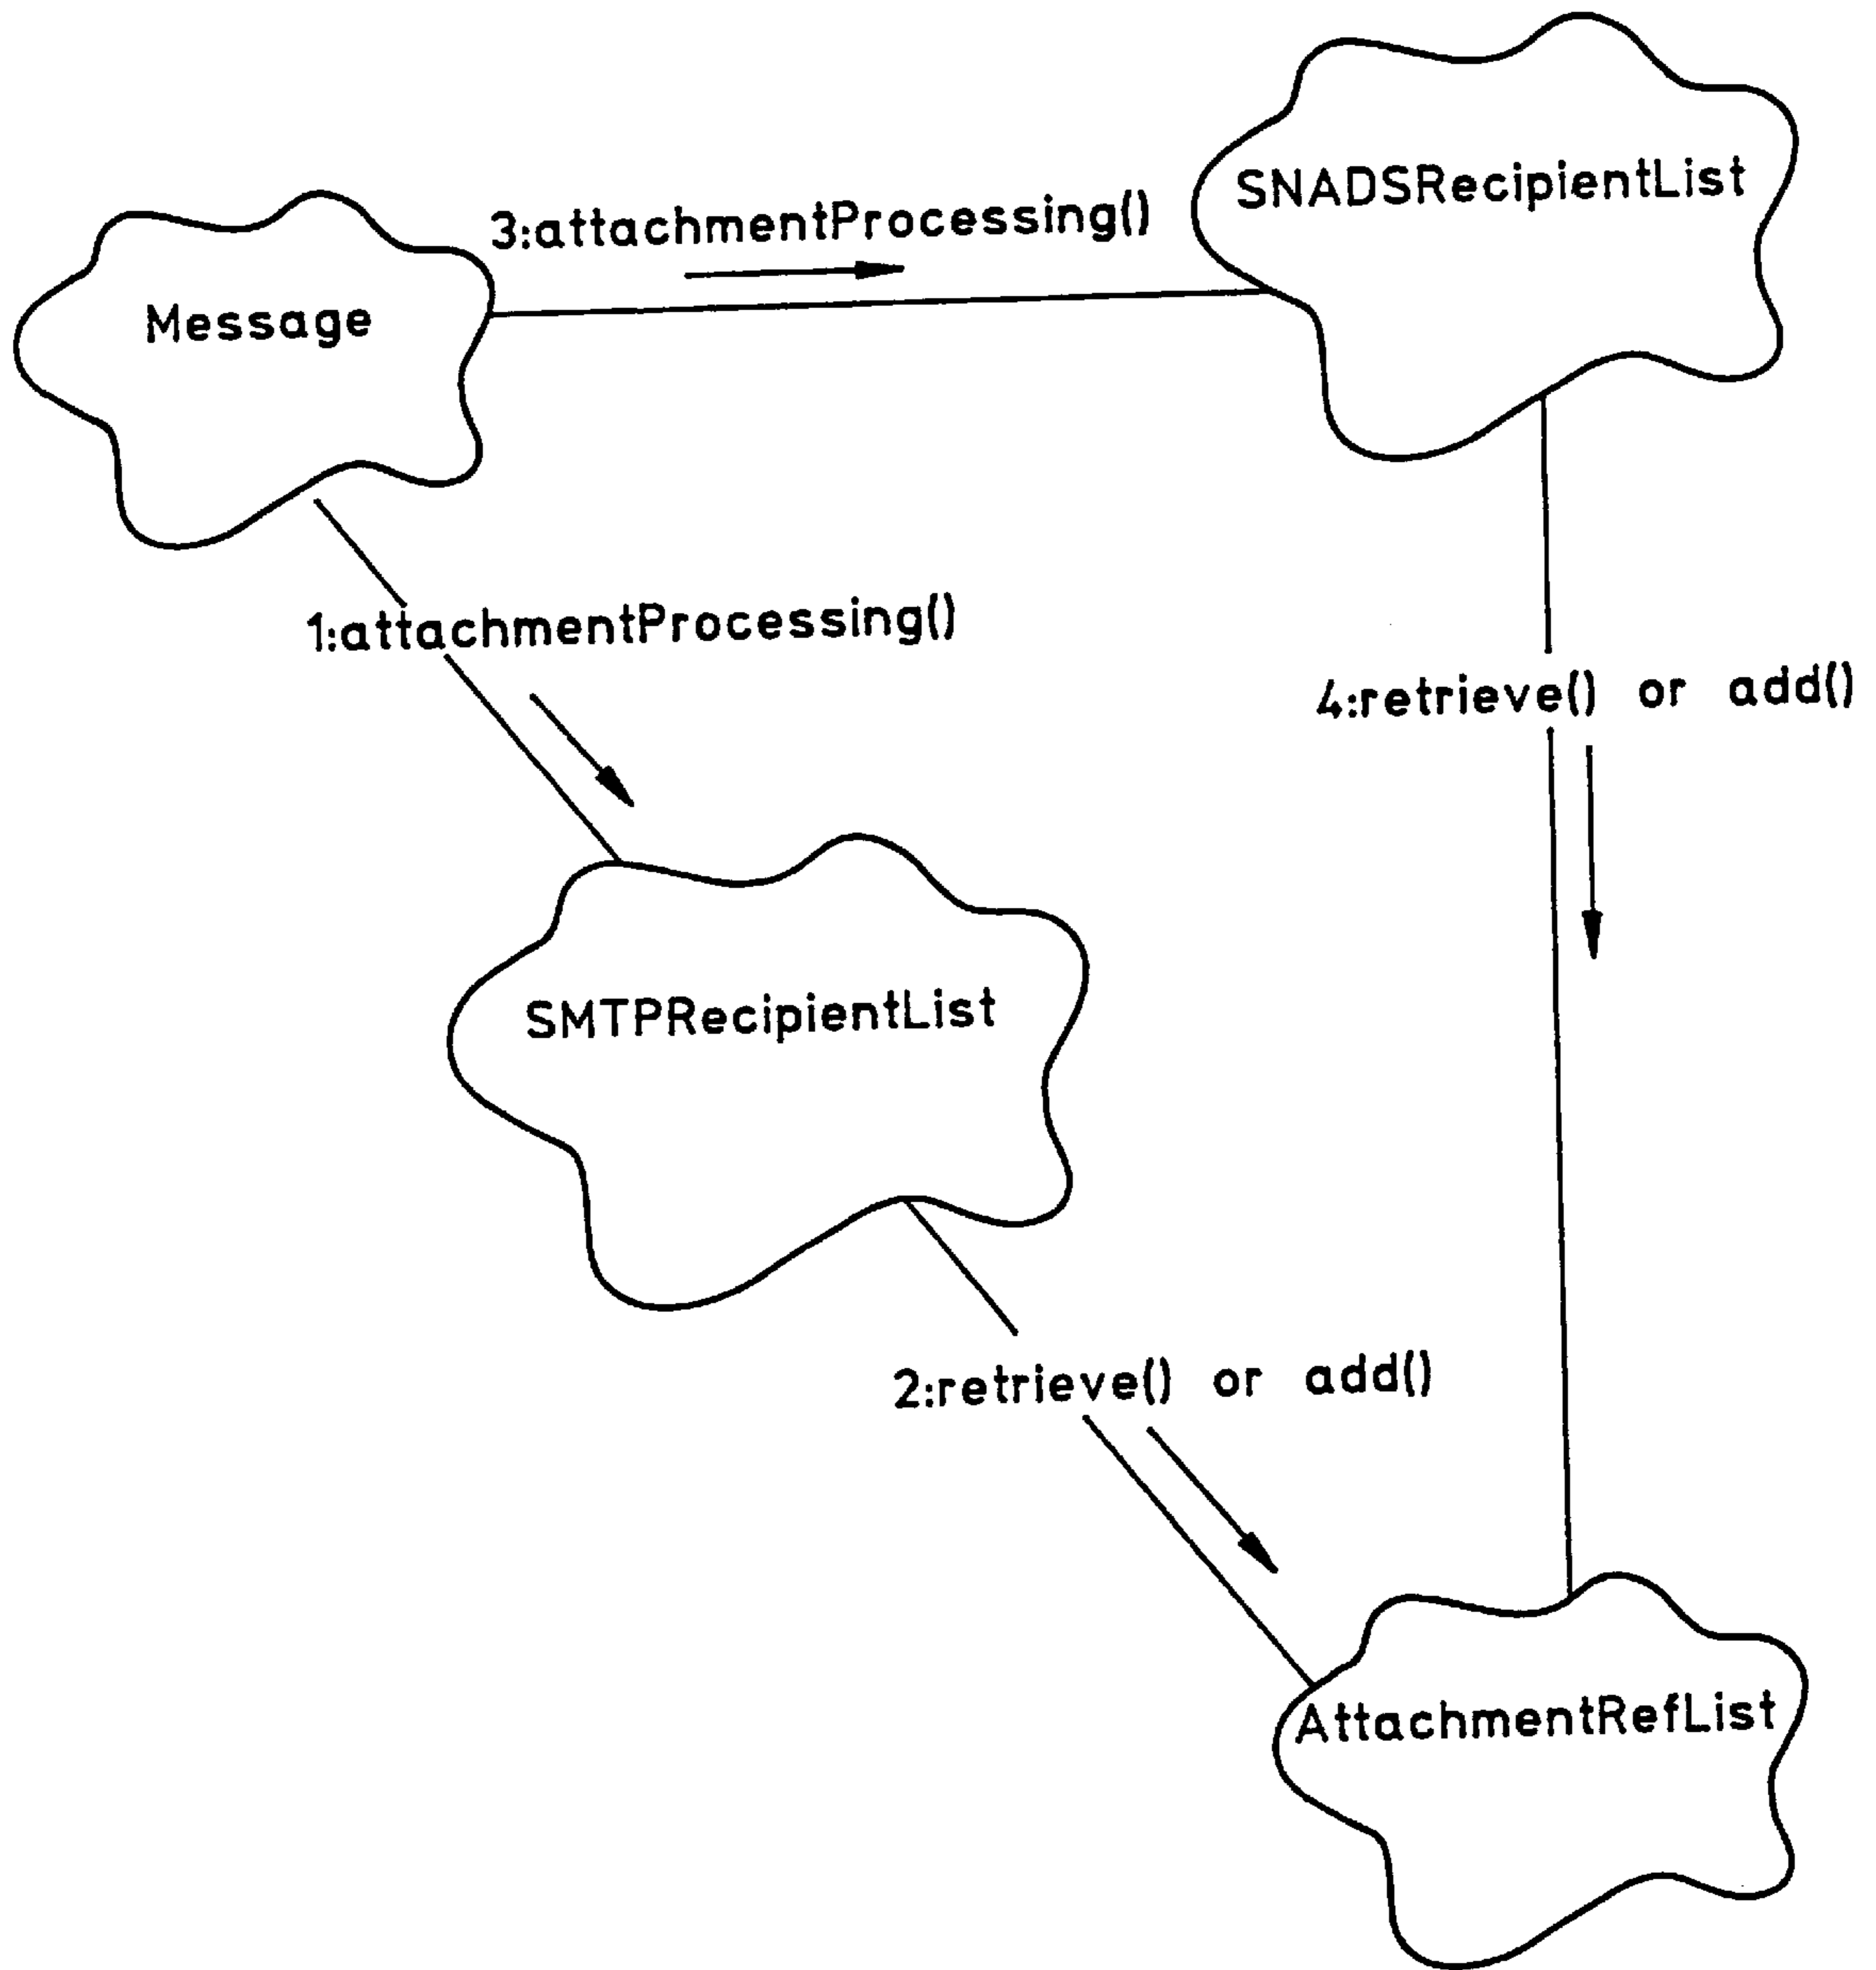 SNADSRecipientList
3:attachmentProcessing()
Message
1:attachmentProcessing()
4:retrieve() or add()
SMTPRecipientList
2:retrieve() or add()
AttachmentRefList